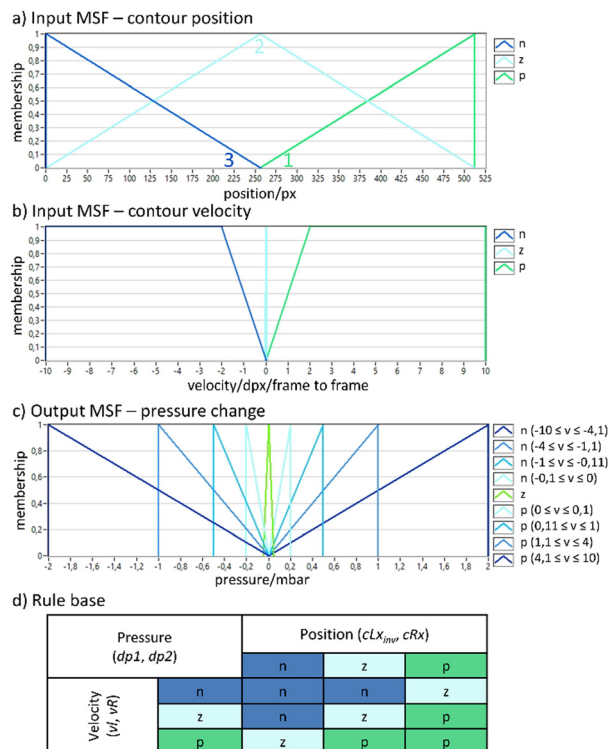 a) Input MSF – contour position
membership
1
0,9
0,8
0,7
0,6
0,5
0,4
0,3
0,2
0,1
0
2
3
1
n
z
p
0 25 50 75 100 125 150 175 200 225 250 275 300 325 350 375 400 425 450 475 500 525
position/px
b) Input MSF – contour velocity
membership
1
0,9
0,8
0,7
0,6
0,5
0,4
0,3
0,2
0,1
0
n
z
p
-10 -9 -8 -7 -6 -5 -4 -3 -2 -1 0 1 2 3 4 5 6 7 8 9 10
velocity/dpx/frame to frame
c) Output MSF – pressure change
membership
1
0,8
0,6
0,4
0,2
0
n (-10 ≤ v ≤ -4,1)
n (-4 ≤ v ≤ -1,1)
n (-1 ≤ v ≤ -0,11)
n (-0,1 ≤ v ≤ 0)
z
p (0 ≤ v ≤ 0,1)
p (0,11 ≤ v ≤ 1)
p (1,1 ≤ v ≤ 4)
p (4,1 ≤ v ≤ 10)
-2 -1,8 -1,6 -1,4 -1,2 -1 -0,8 -0,6 -0,4 -0,2 0 0,2 0,4 0,6 0,8 1 1,2 1,4 1,6 1,8 2
pressure/mbar
d) Rule base
Pressure
(dp1, dp2)
Position (cLxinv, cRx)
n z p
Velocity
(vl, vR)
n n n z
z n z p
p z p p